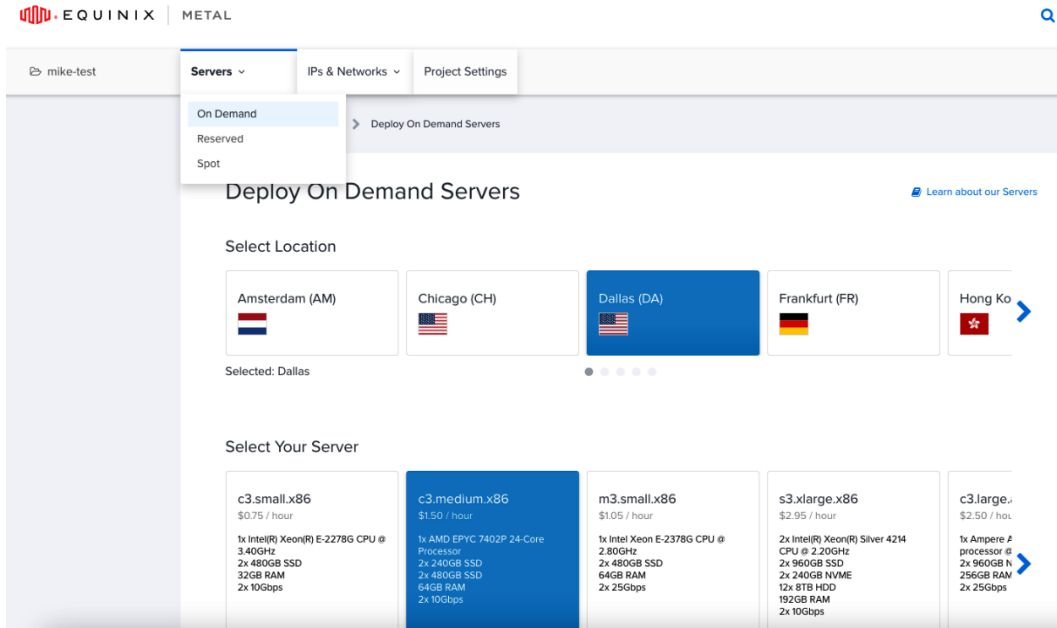 EQUINIX | METAL
mike-test
Servers
IPs & Networks
Project Settings
On Demand
Reserved
Spot
Deploy On Demand Servers
Deploy On Demand Servers
Learn about our Servers
Select Location
Amsterdam (AM)
Chicago (CH)
Dallas (DA)
Frankfurt (FR)
Hong Ko
Selected: Dallas
Select Your Server
c3.small.x86
$0.75 / hour
1x Intel(R) Xeon(R) E-2278G CPU @
3.40GHz
2x 480GB SSD
32GB RAM
2x 10Gbps
c3.medium.x86
$1.50 / hour
1x AMD EPYC 7402P 24-Core
Processor
2x 240GB SSD
2x 480GB SSD
64GB RAM
2x 10Gbps
m3.small.x86
$1.05 / hour
1x Intel Xeon E-2378G CPU @
2.80GHz
2x 480GB SSD
64GB RAM
2x 25Gbps
s3.xlarge.x86
$2.95 / hour
2x Intel(R) Xeon(R) Silver 4214
CPU @ 2.20GHz
2x 960GB SSD
2x 240GB NVME
12x 8TB HDD
192GB RAM
2x 10Gbps
c3.large.
$2.50 / hou
1x Ampere A
processor @
2x 960GB N
256GB RAM
2x 25Gbps